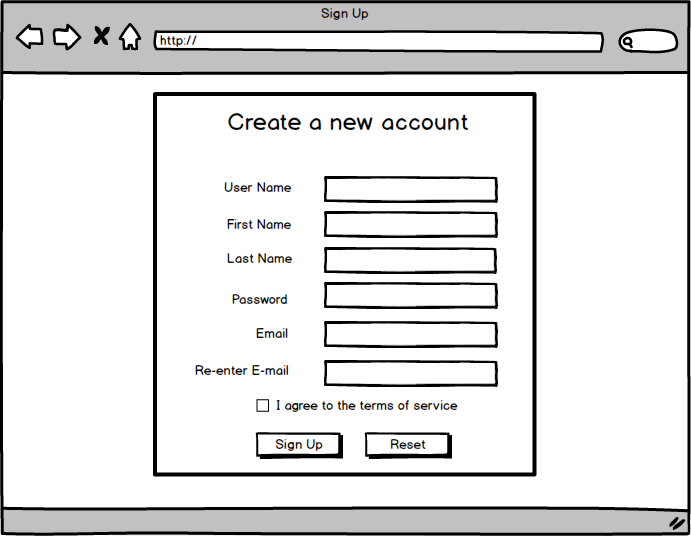 Sign Up
http://
Create a new account
User Name
First Name
Last Name
Password
Email
Re-enter E-mail
I agree to the terms of service
Sign Up Reset